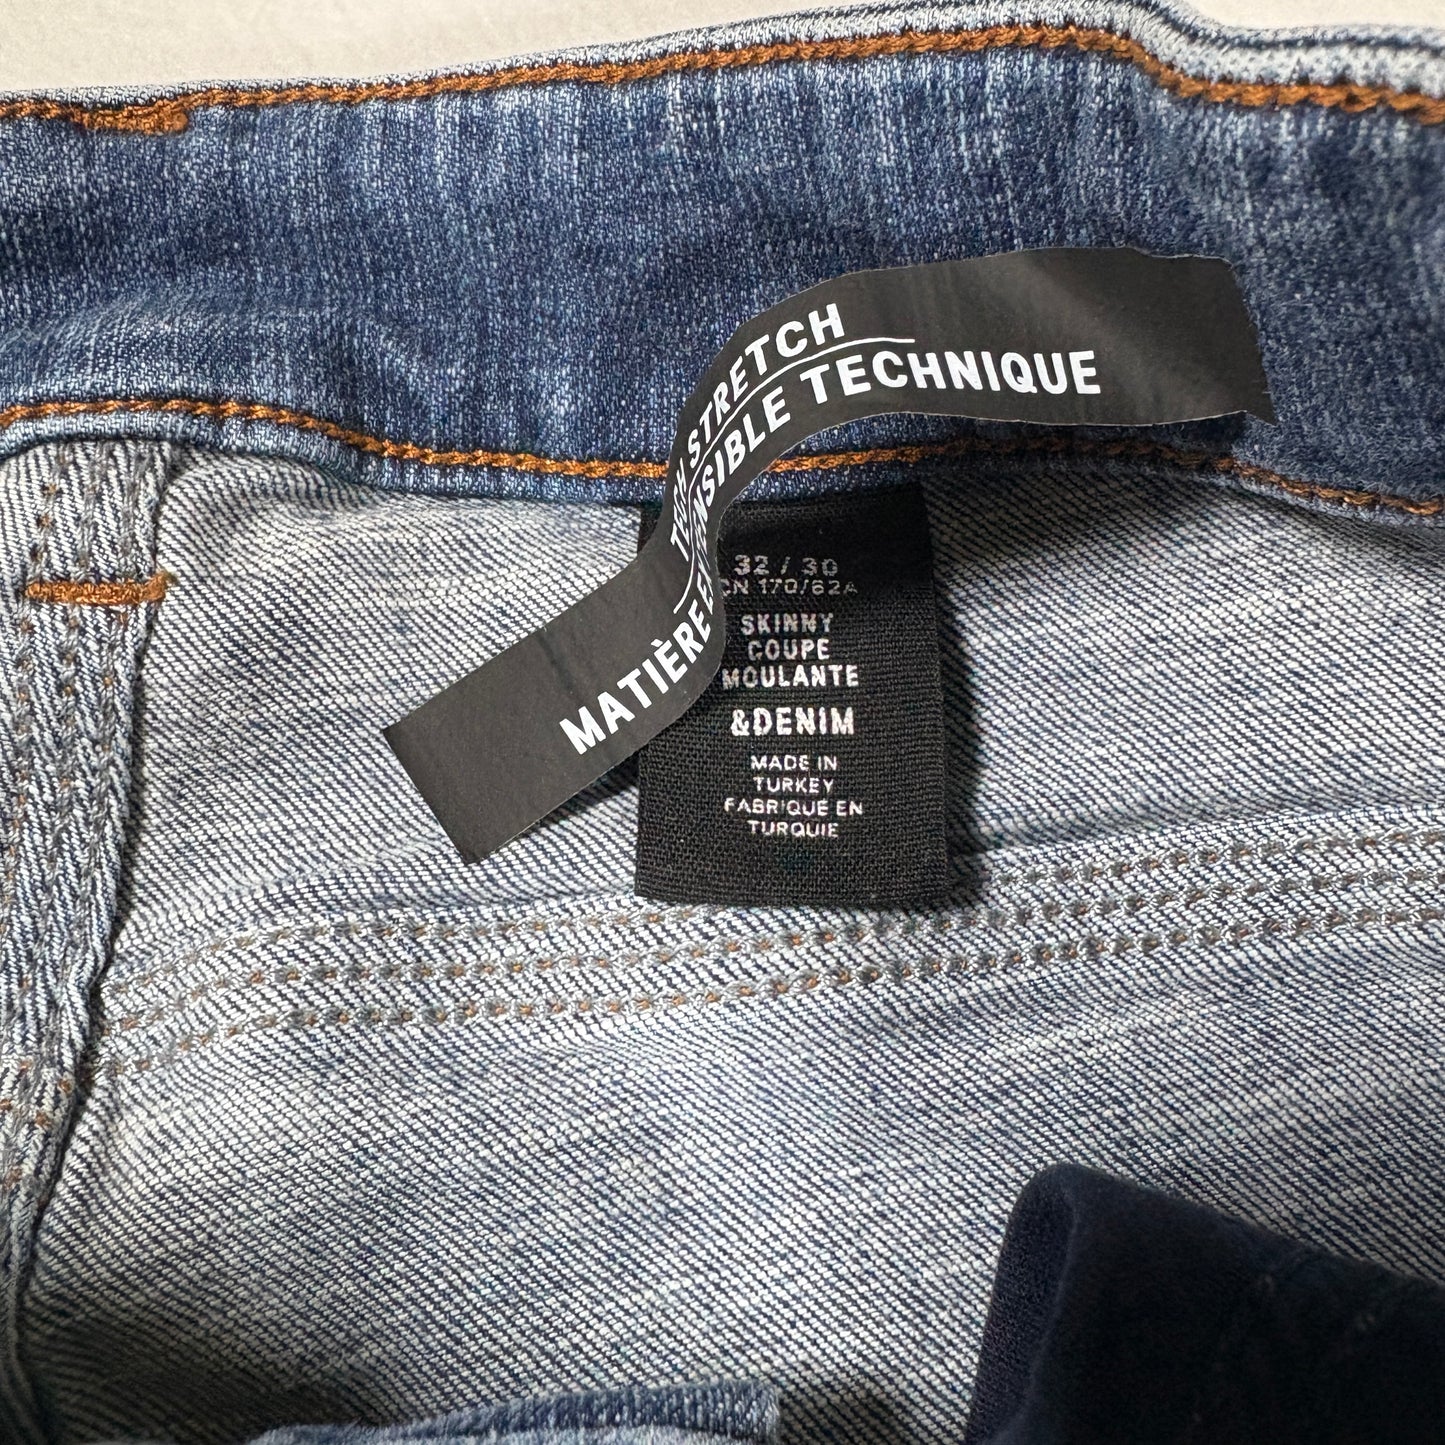 TECH STRETCH
MATIÈRE EXTENSIBLE TECHNIQUE
32 / 30
CN 170/62A
SKINNY
COUPE
MOULANTE
&DENIM
MADE IN
TURKEY
FABRIQUE EN
TURQUIE